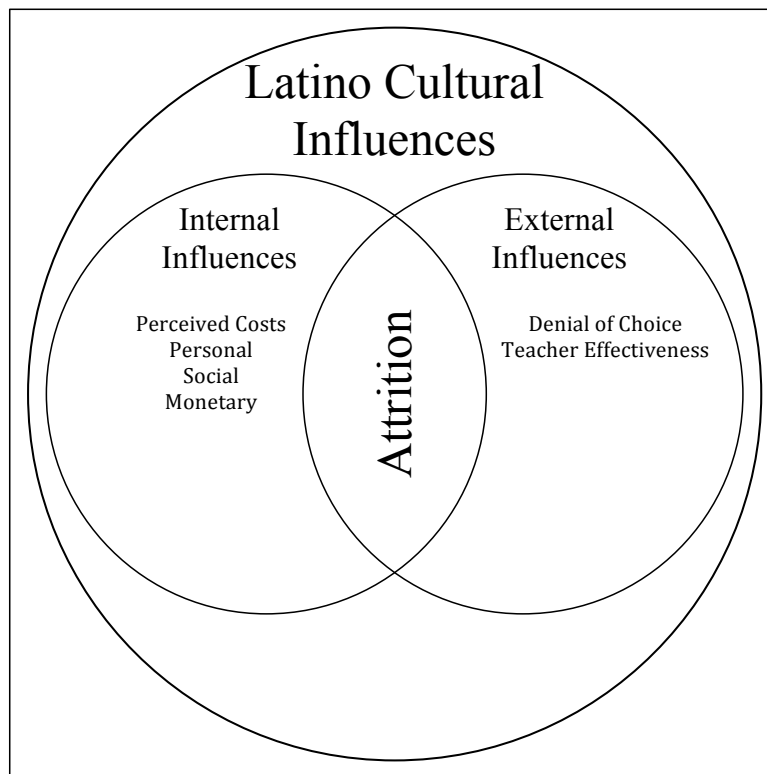 Latino Cultural
Influences
Internal
Influences
Perceived Costs
Personal
Social
Monetary
Attrition
External
Influences
Denial of Choice
Teacher Effectiveness